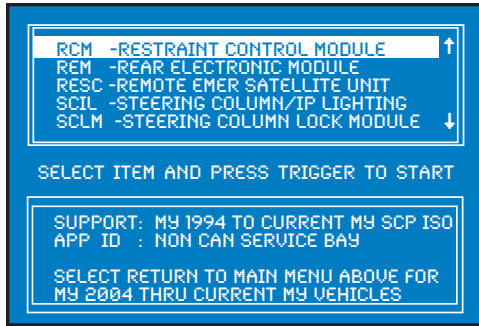 RCM -RESTRAINT CONTROL MODULE
REM -REAR ELECTRONIC MODULE
RESC -REMOTE EMER SATELLITE UNIT
SCIL -STEERING COLUMN/IP LIGHTING
SCLM -STEERING COLUMN LOCK MODULE
SELECT ITEM AND PRESS TRIGGER TO START
SUPPORT: MY 1994 TO CURRENT MY SCP ISO
APP ID : NON CAN SERVICE BAY
SELECT RETURN TO MAIN MENU ABOVE FOR
MY 2004 THRU CURRENT MY VEHICLES